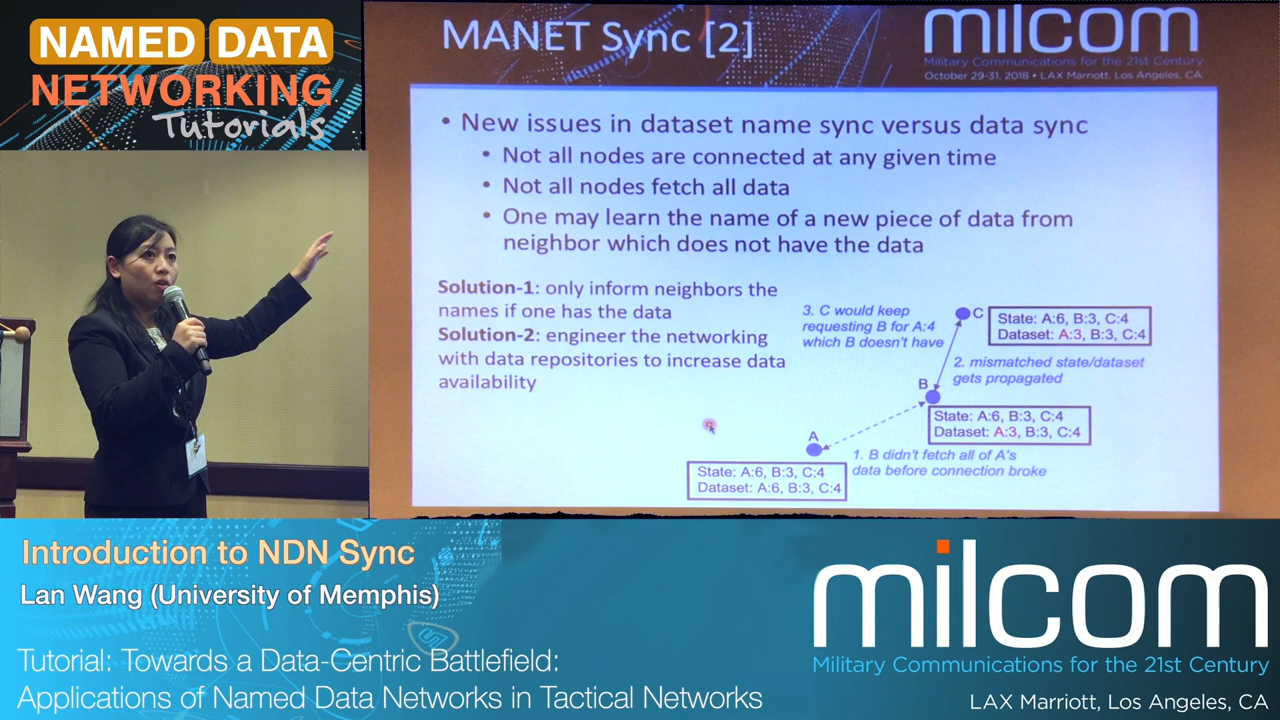 NAMED DATA
NETWORKING
Tutorials
MANET Sync [2]
milcom
Military Communications for the 21st Century
October 29-31, 2018 • LAX Marriott, Los Angeles, CA
• New issues in dataset name sync versus data sync
• Not all nodes are connected at any given time
• Not all nodes fetch all data
• One may learn the name of a new piece of data from
neighbor which does not have the data
Solution-1: only inform neighbors the
names if one has the data
Solution-2: engineer the networking
with data repositories to increase data
availability
3. C would keep
requesting B for A:4
which B doesn't have
C
State: A:6, B:3, C:4
Dataset: A:3, B:3, C:4
2. mismatched state/dataset
gets propagated
B
State: A:6, B:3, C:4
Dataset: A:3, B:3, C:4
A
1. B didn't fetch all of A's
data before connection broke
State: A:6, B:3, C:4
Dataset: A:6, B:3, C:4
Introduction to NDN Sync
Lan Wang (University of Memphis)
Tutorial: Towards a Data-Centric Battlefield:
Applications of Named Data Networks in Tactical Networks
milcom
Military Communications for the 21st Century
LAX Marriott, Los Angeles, CA